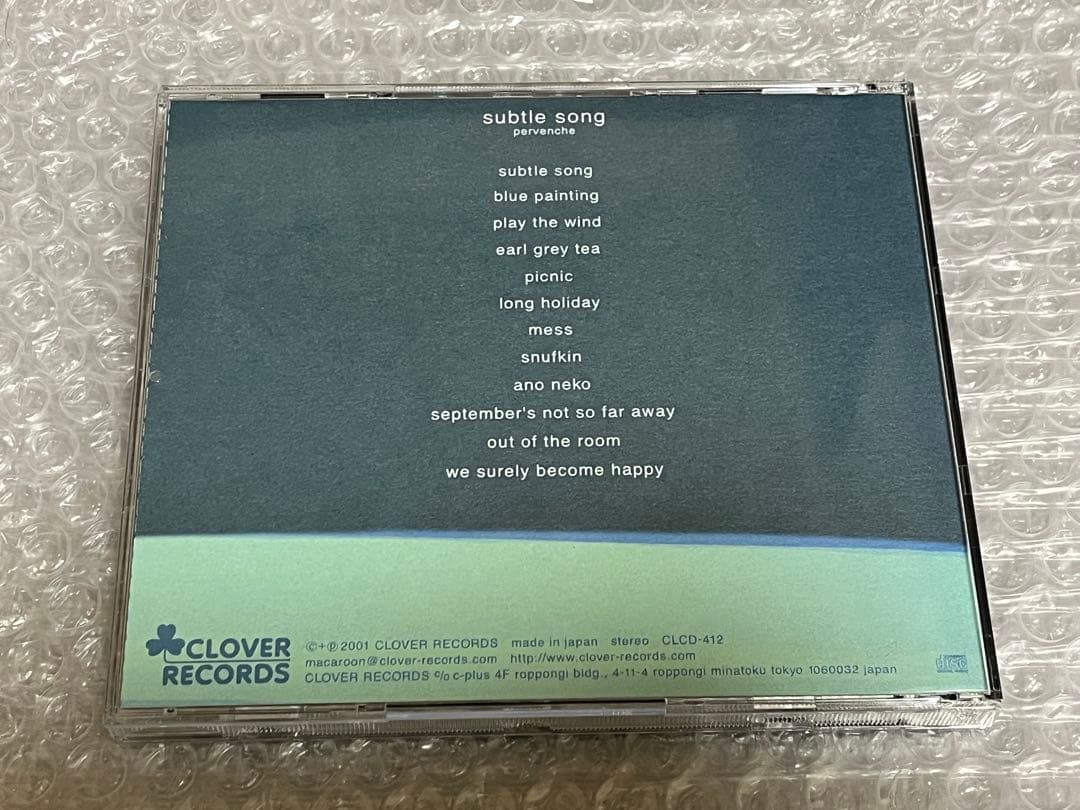 subtle song
pervenche
subtle song
blue painting
play the wind
earl grey tea
picnic
long holiday
mess
snufkin
ano neko
september's not so far away
out of the room
we surely become happy
CLOVER
RECORDS
©+℗ 2001 CLOVER RECORDS made in japan stereo CLCD-412
macaroon@clover-records.com http://www.clover-records.com
CLOVER RECORDS c/o c-plus 4F roppongi bldg., 4-11-4 roppongi minatoku tokyo 1060032 japan
disc